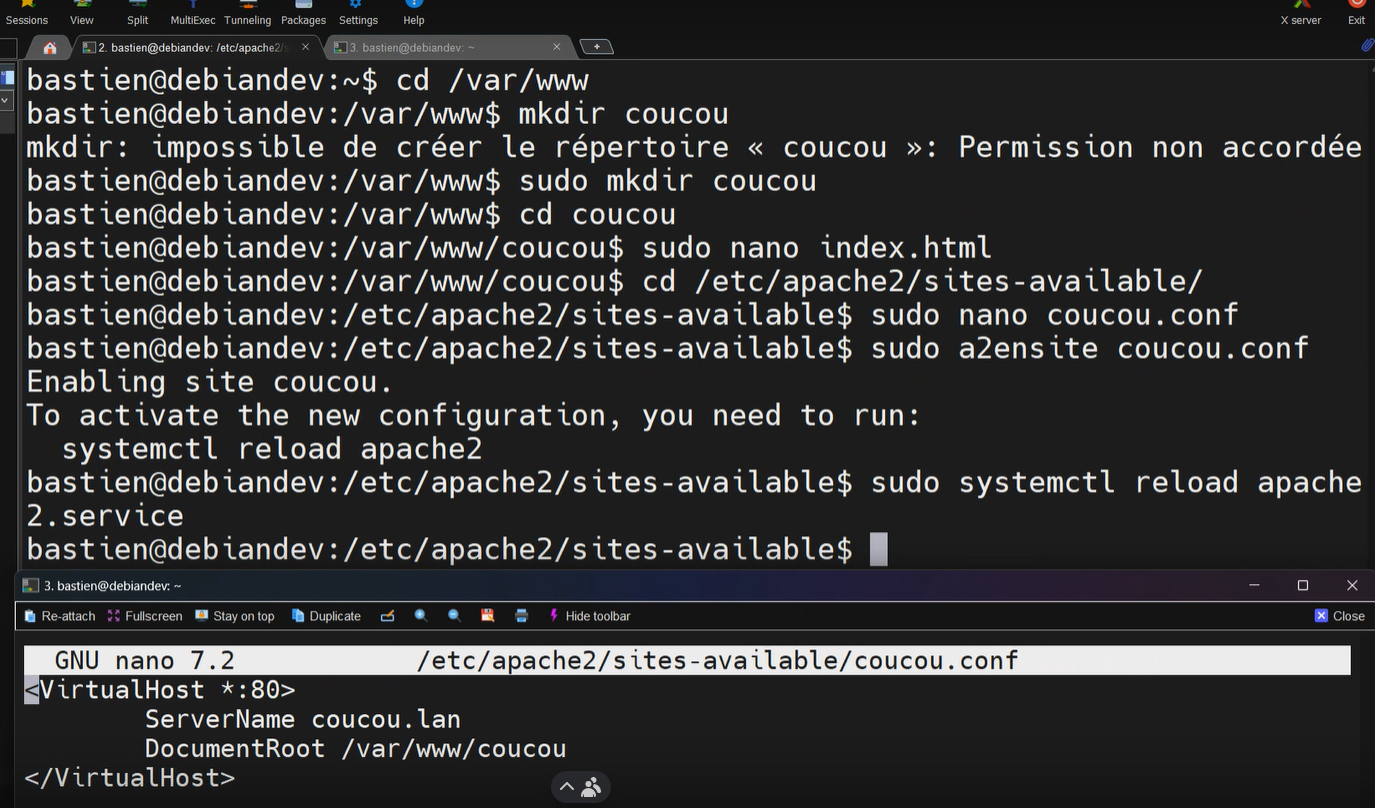 Sessions View Split MultiExec Tunneling Packages Settings Help X server Exit
2. bastien@debiandev: /etc/apache2/s 3. bastien@debiandev: ~
bastien@debiandev:~$ cd /var/www
bastien@debiandev:/var/www$ mkdir coucou
mkdir: impossible de créer le répertoire « coucou »: Permission non accordée
bastien@debiandev:/var/www$ sudo mkdir coucou
bastien@debiandev:/var/www$ cd coucou
bastien@debiandev:/var/www/coucou$ sudo nano index.html
bastien@debiandev:/var/www/coucou$ cd /etc/apache2/sites-available/
bastien@debiandev:/etc/apache2/sites-available$ sudo nano coucou.conf
bastien@debiandev:/etc/apache2/sites-available$ sudo a2ensite coucou.conf
Enabling site coucou.
To activate the new configuration, you need to run:
  systemctl reload apache2
bastien@debiandev:/etc/apache2/sites-available$ sudo systemctl reload apache
2.service
bastien@debiandev:/etc/apache2/sites-available$
3. bastien@debiandev: ~
Re-attach Fullscreen Stay on top Duplicate Hide toolbar Close
GNU nano 7.2 /etc/apache2/sites-available/coucou.conf
<VirtualHost *:80>
        ServerName coucou.lan
        DocumentRoot /var/www/coucou
</VirtualHost>